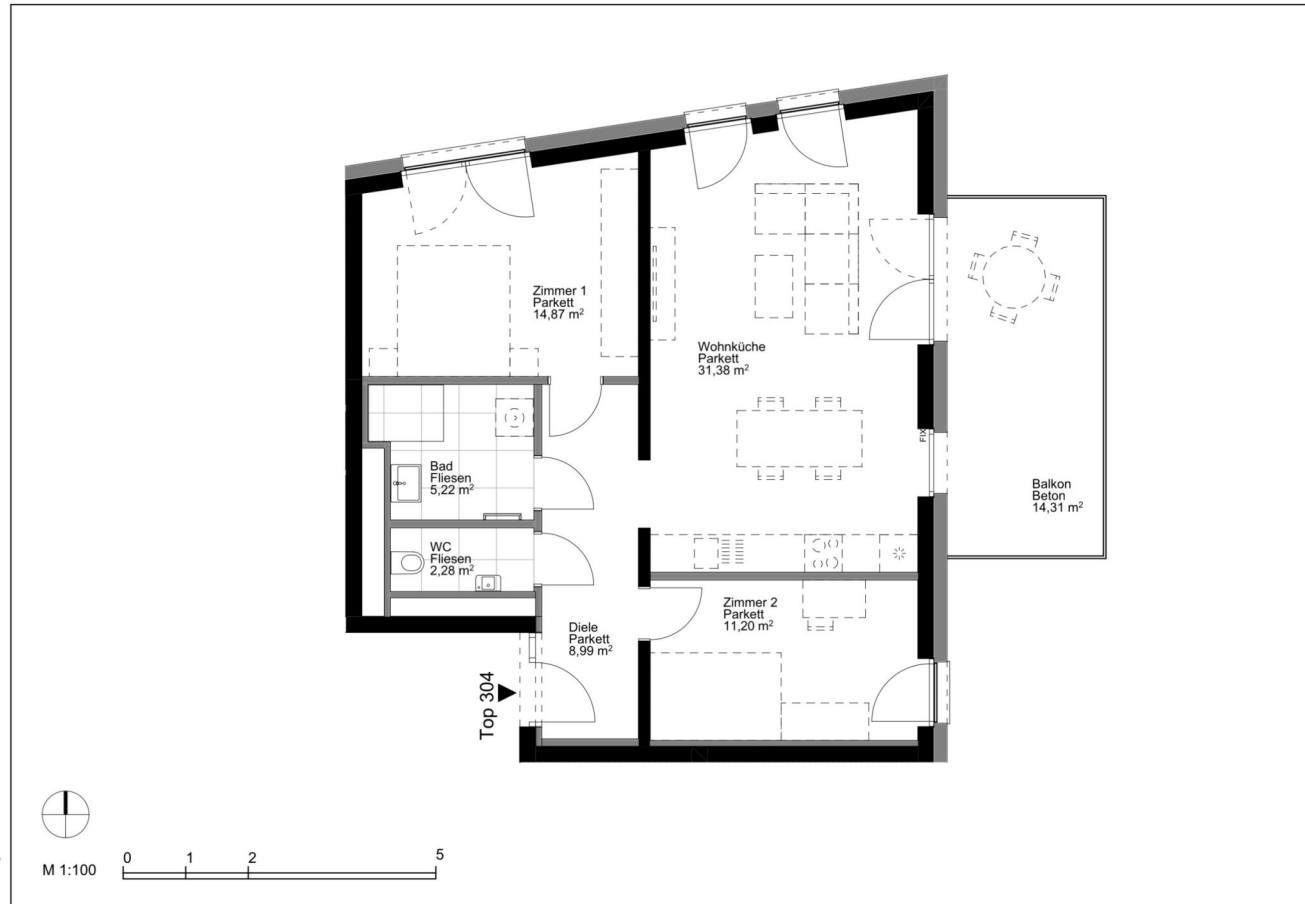 Zimmer 1
Parkett
14,87 m²
Wohnküche
Parkett
31,38 m²
FIX
Bad
Fliesen
5,22 m²
Balkon
Beton
14,31 m²
WC
Fliesen
2,28 m²
Zimmer 2
Parkett
11,20 m²
Diele
Parkett
8,99 m²
Top 304
M 1:100
0 1 2 5